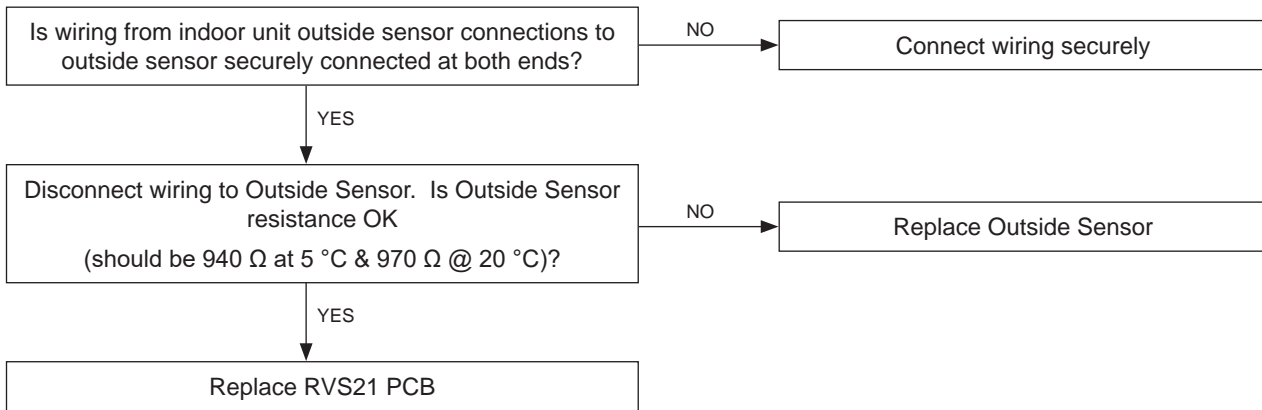 Is wiring from indoor unit outside sensor connections to
outside sensor securely connected at both ends?
NO
Connect wiring securely
YES
Disconnect wiring to Outside Sensor. Is Outside Sensor
resistance OK
(should be 940 Ω at 5 °C & 970 Ω @ 20 °C)?
NO
Replace Outside Sensor
YES
Replace RVS21 PCB